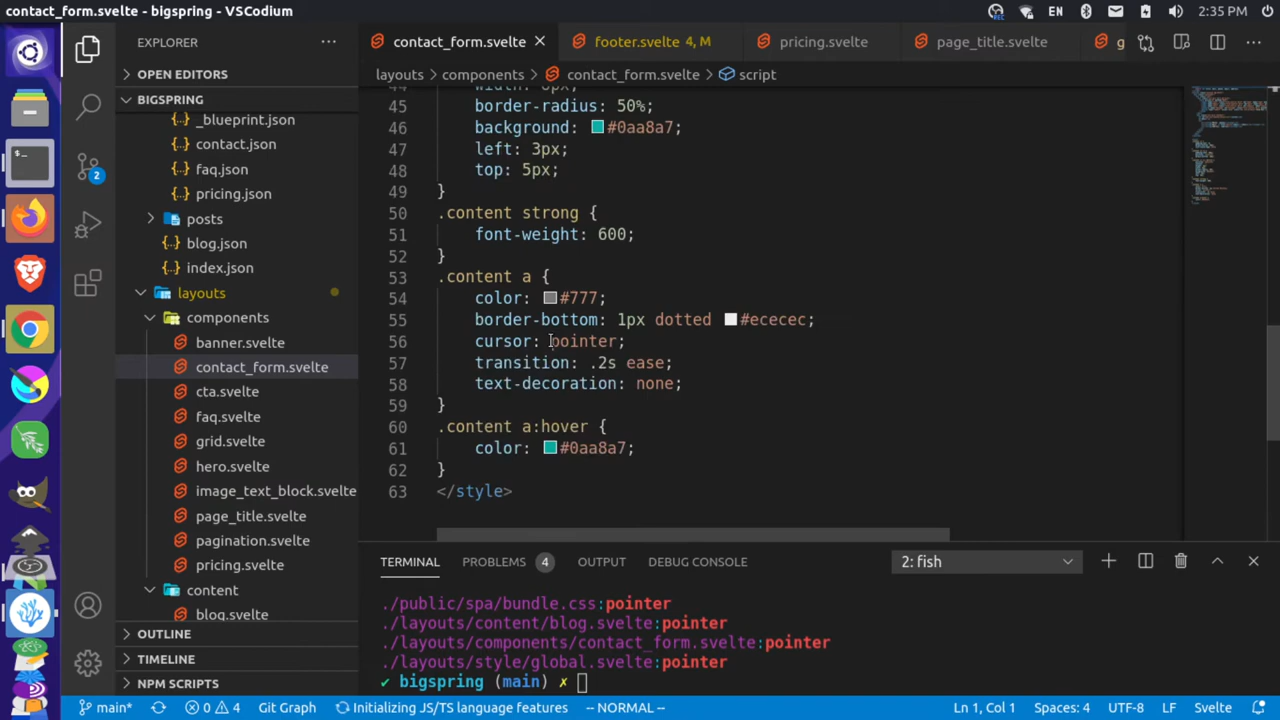 contact_form.svelte - bigspring - VSCodium
EN
2:35 PM
EXPLORER
contact_form.svelte
footer.svelte 4, M
pricing.svelte
page_title.svelte
g
OPEN EDITORS
layouts > components > contact_form.svelte > script
BIGSPRING
_blueprint.json
contact.json
faq.json
pricing.json
posts
blog.json
index.json
layouts
components
banner.svelte
contact_form.svelte
cta.svelte
faq.svelte
grid.svelte
hero.svelte
image_text_block.svelte
page_title.svelte
pagination.svelte
pricing.svelte
content
blog.svelte
OUTLINE
TIMELINE
NPM SCRIPTS
2
45 border-radius: 50%;
46 background: #0aa8a7;
47 left: 3px;
48 top: 5px;
49 }
50 .content strong {
51 font-weight: 600;
52 }
53 .content a {
54 color: #777;
55 border-bottom: 1px dotted #ececec;
56 cursor: pointer;
57 transition: .2s ease;
58 text-decoration: none;
59 }
60 .content a:hover {
61 color: #0aa8a7;
62 }
63 </style>
TERMINAL PROBLEMS 4 OUTPUT DEBUG CONSOLE 2: fish
./public/spa/bundle.css:pointer
./layouts/content/blog.svelte:pointer
./layouts/components/contact_form.svelte:pointer
./layouts/style/global.svelte:pointer
✔ bigspring (main) ✗
main* 0 4 Git Graph Initializing JS/TS language features -- NORMAL -- Ln 1, Col 1 Spaces: 4 UTF-8 LF Svelte